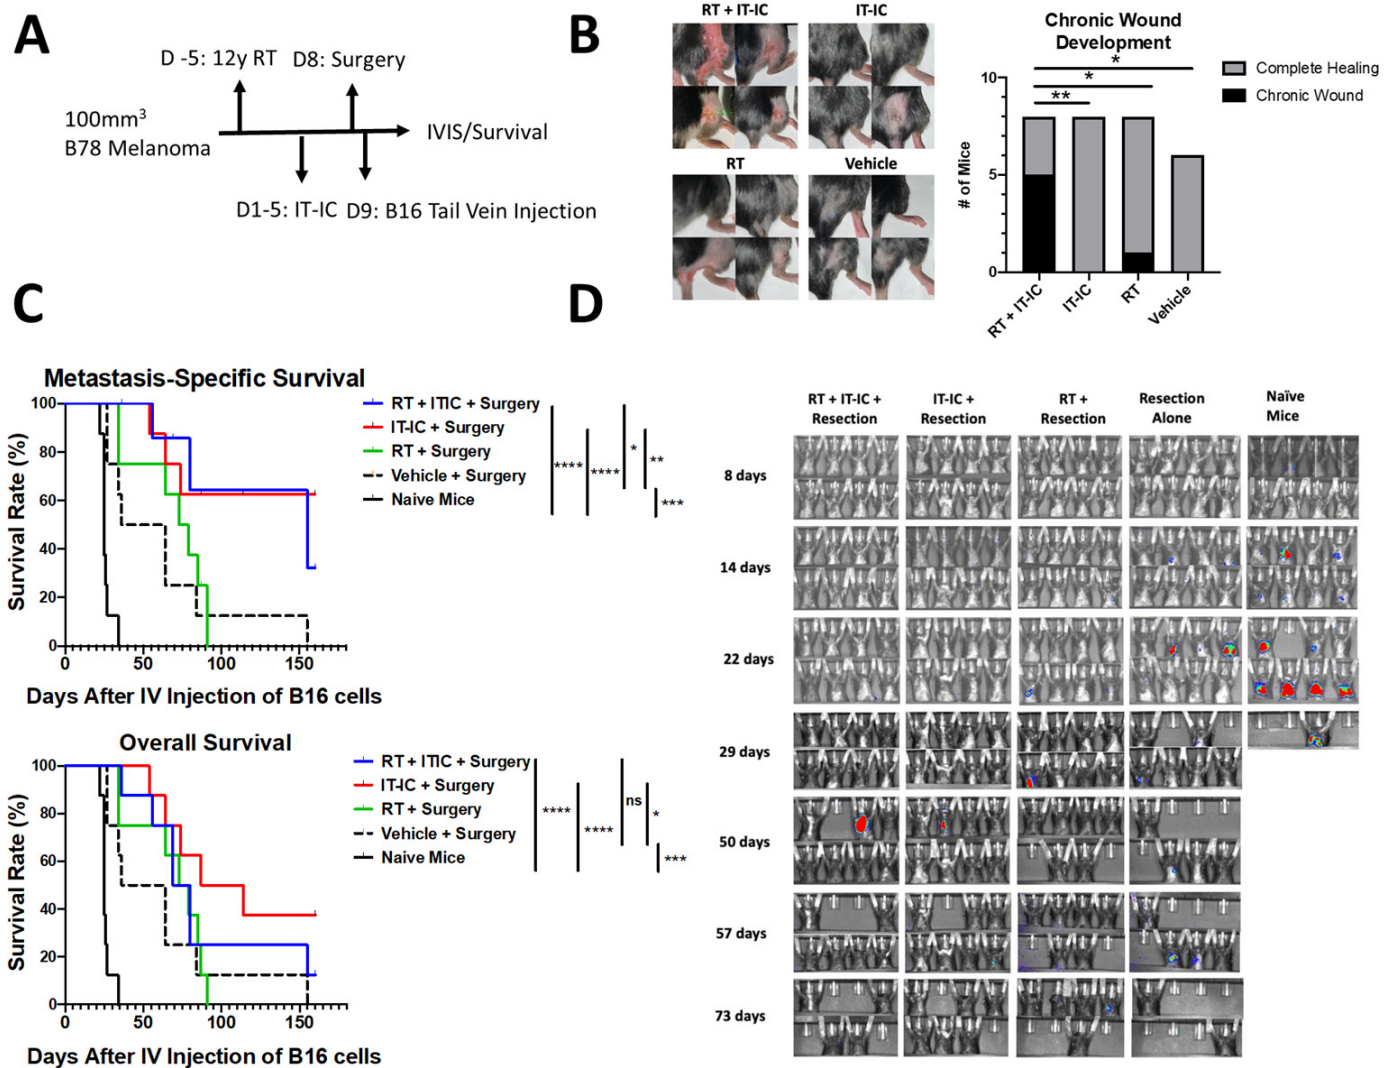 A
D -5: 12y RT
D8: Surgery
100mm3
B78 Melanoma
IVIS/Survival
D1-5: IT-IC
D9: B16 Tail Vein Injection
B
RT + IT-IC
IT-IC
RT
Vehicle
Chronic Wound
Development
Complete Healing
Chronic Wound
*
*
**
# of Mice
10
5
0
RT + IT-IC
IT-IC
RT
Vehicle
C
Metastasis-Specific Survival
Survival Rate (%)
100
80
60
40
20
0
0
50
100
150
Days After IV Injection of B16 cells
RT + ITIC + Surgery
IT-IC + Surgery
RT + Surgery
Vehicle + Surgery
Naive Mice
****
****
*
**
***
Overall Survival
Survival Rate (%)
100
80
60
40
20
0
0
50
100
150
Days After IV Injection of B16 cells
RT + ITIC + Surgery
IT-IC + Surgery
RT + Surgery
Vehicle + Surgery
Naive Mice
****
****
ns
*
***
D
RT + IT-IC +
Resection
IT-IC +
Resection
RT +
Resection
Resection
Alone
Naïve
Mice
8 days
14 days
22 days
29 days
50 days
57 days
73 days